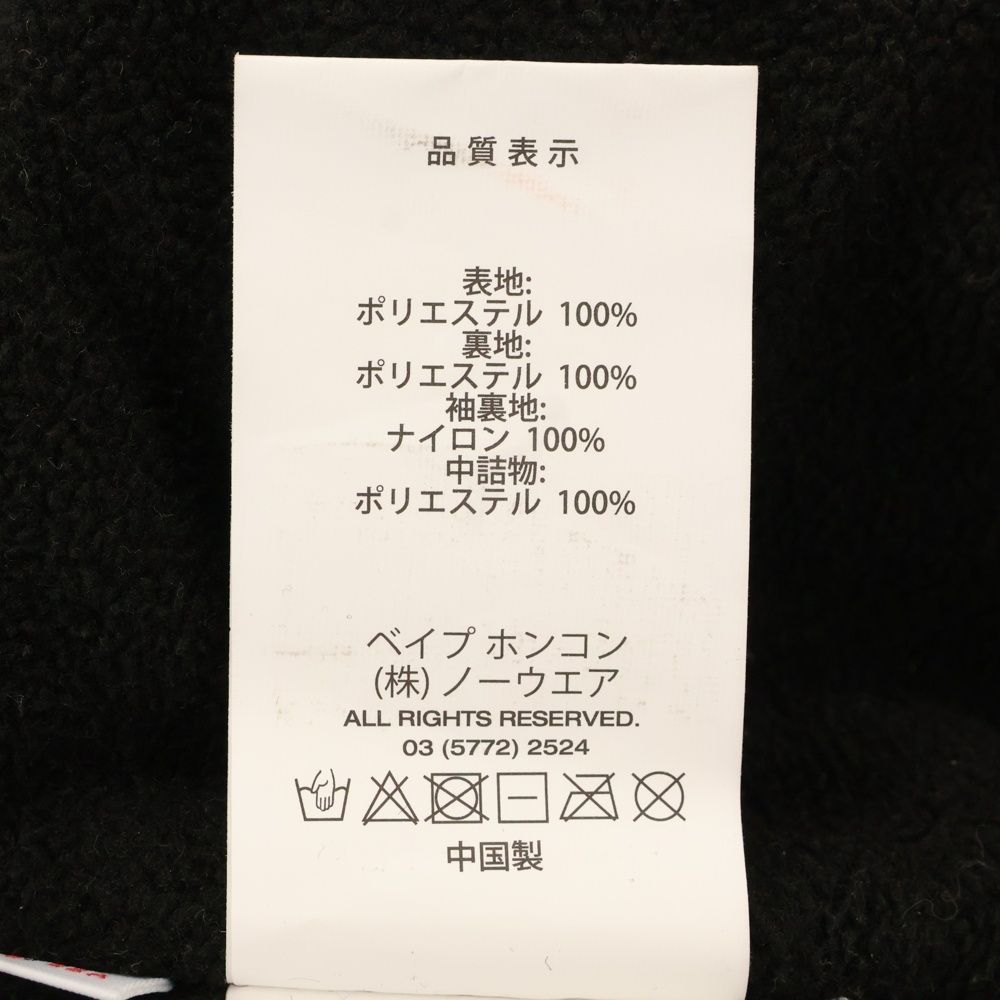 品質表示
表地:
ポリエステル 100%
裏地:
ポリエステル 100%
袖裏地:
ナイロン 100%
中詰物:
ポリエステル 100%
ベイプ ホンコン
(株) ノーウエア
ALL RIGHTS RESERVED.
03 (5772) 2524
中国製